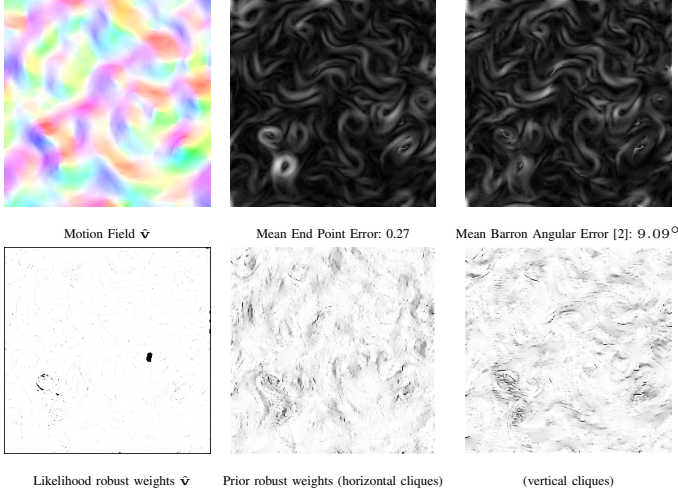 Motion Field v̂
Mean End Point Error: 0.27
Mean Barron Angular Error [2]: 9.09°
Likelihood robust weights v̂
Prior robust weights (horizontal cliques)
(vertical cliques)